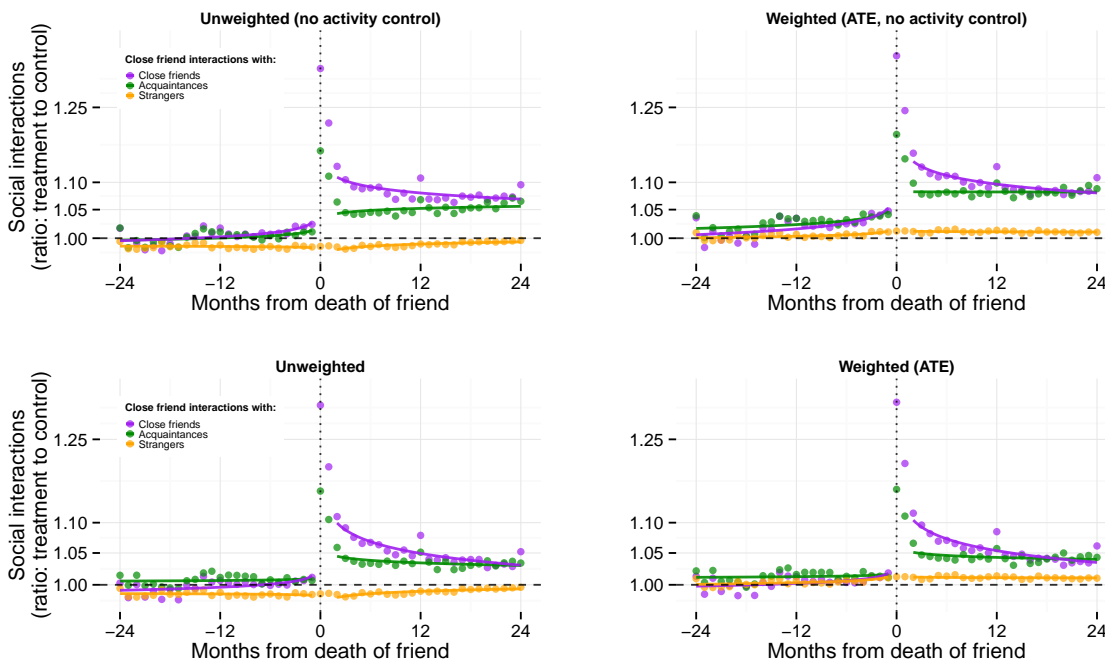 Unweighted (no activity control)
Social interactions
(ratio: treatment to control)
Close friend interactions with:
Close friends
Acquaintances
Strangers
1.25
1.10
1.05
1.00
−24
−12
0
12
24
Months from death of friend
Weighted (ATE, no activity control)
1.25
1.10
1.05
1.00
−24
−12
0
12
24
Months from death of friend
Unweighted
Social interactions
(ratio: treatment to control)
Close friend interactions with:
Close friends
Acquaintances
Strangers
1.25
1.10
1.05
1.00
−24
−12
0
12
24
Months from death of friend
Weighted (ATE)
1.25
1.10
1.05
1.00
−24
−12
0
12
24
Months from death of friend